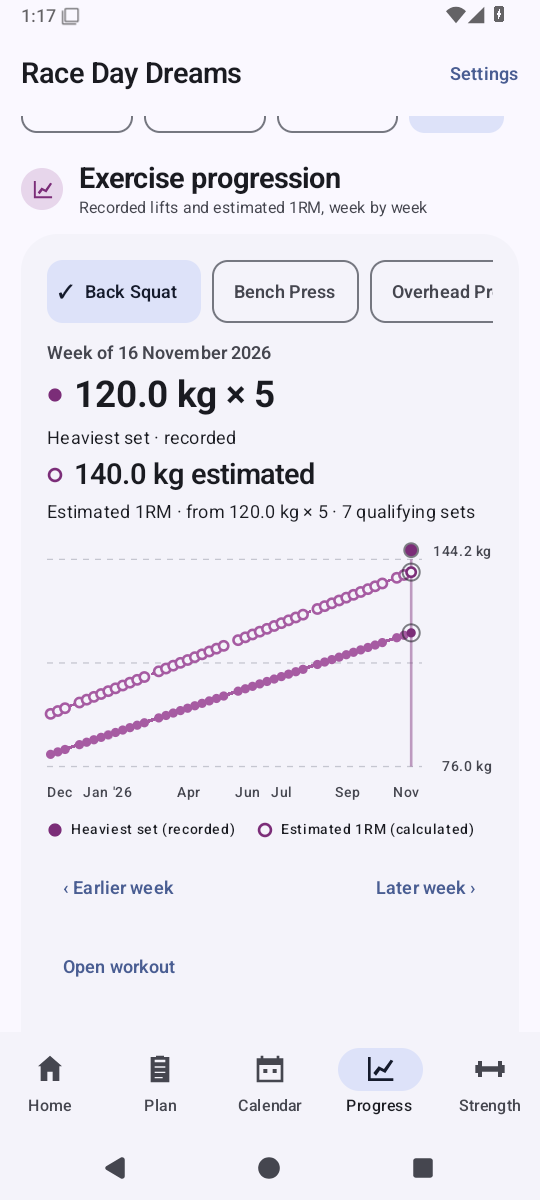 1:17
Race Day Dreams
Settings
Exercise progression
Recorded lifts and estimated 1RM, week by week
✓ Back Squat
Bench Press
Overhead Pr
Week of 16 November 2026
120.0 kg × 5
Heaviest set · recorded
140.0 kg estimated
Estimated 1RM · from 120.0 kg × 5 · 7 qualifying sets
144.2 kg
76.0 kg
Dec Jan '26 Apr Jun Jul Sep Nov
Heaviest set (recorded) Estimated 1RM (calculated)
‹ Earlier week
Later week ›
Open workout
Home
Plan
Calendar
Progress
Strength